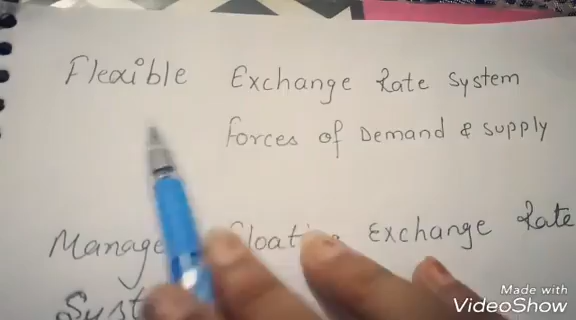 Flexible Exchange Rate System
forces of Demand & Supply
Exchange Rate
Made with
VideoShow